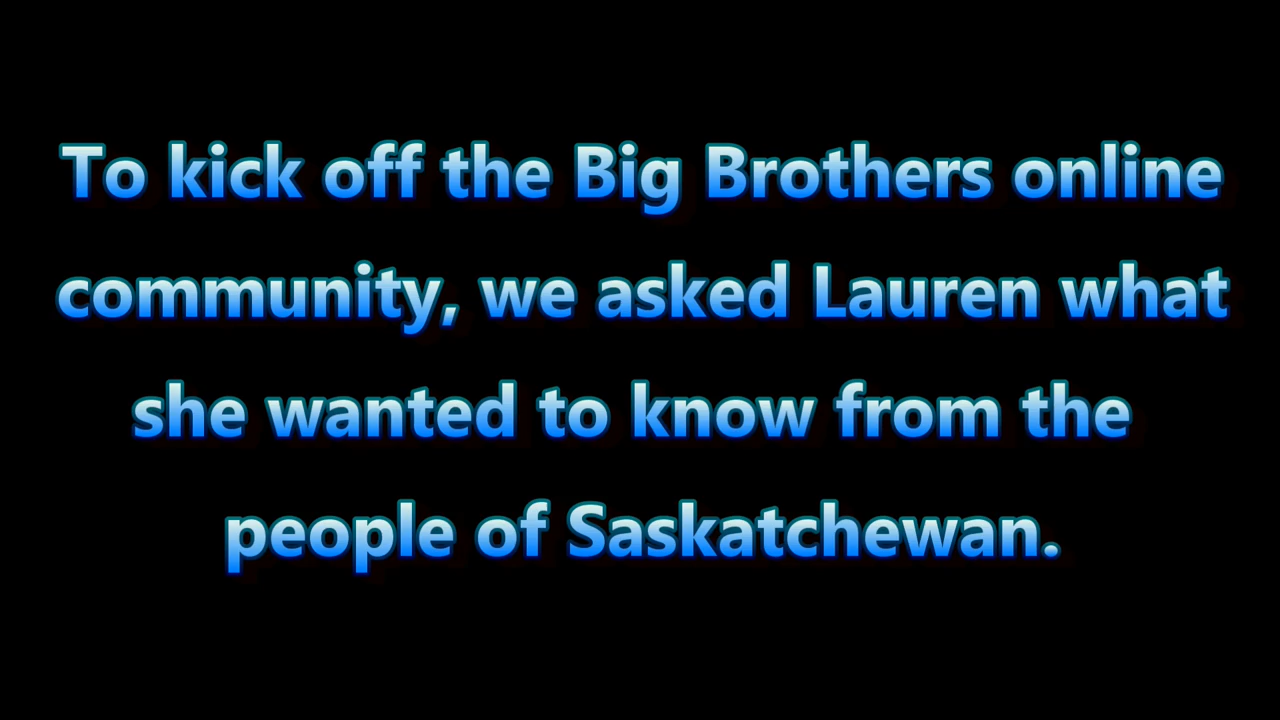 To kick off the Big Brothers online
community, we asked Lauren what
she wanted to know from the
people of Saskatchewan.